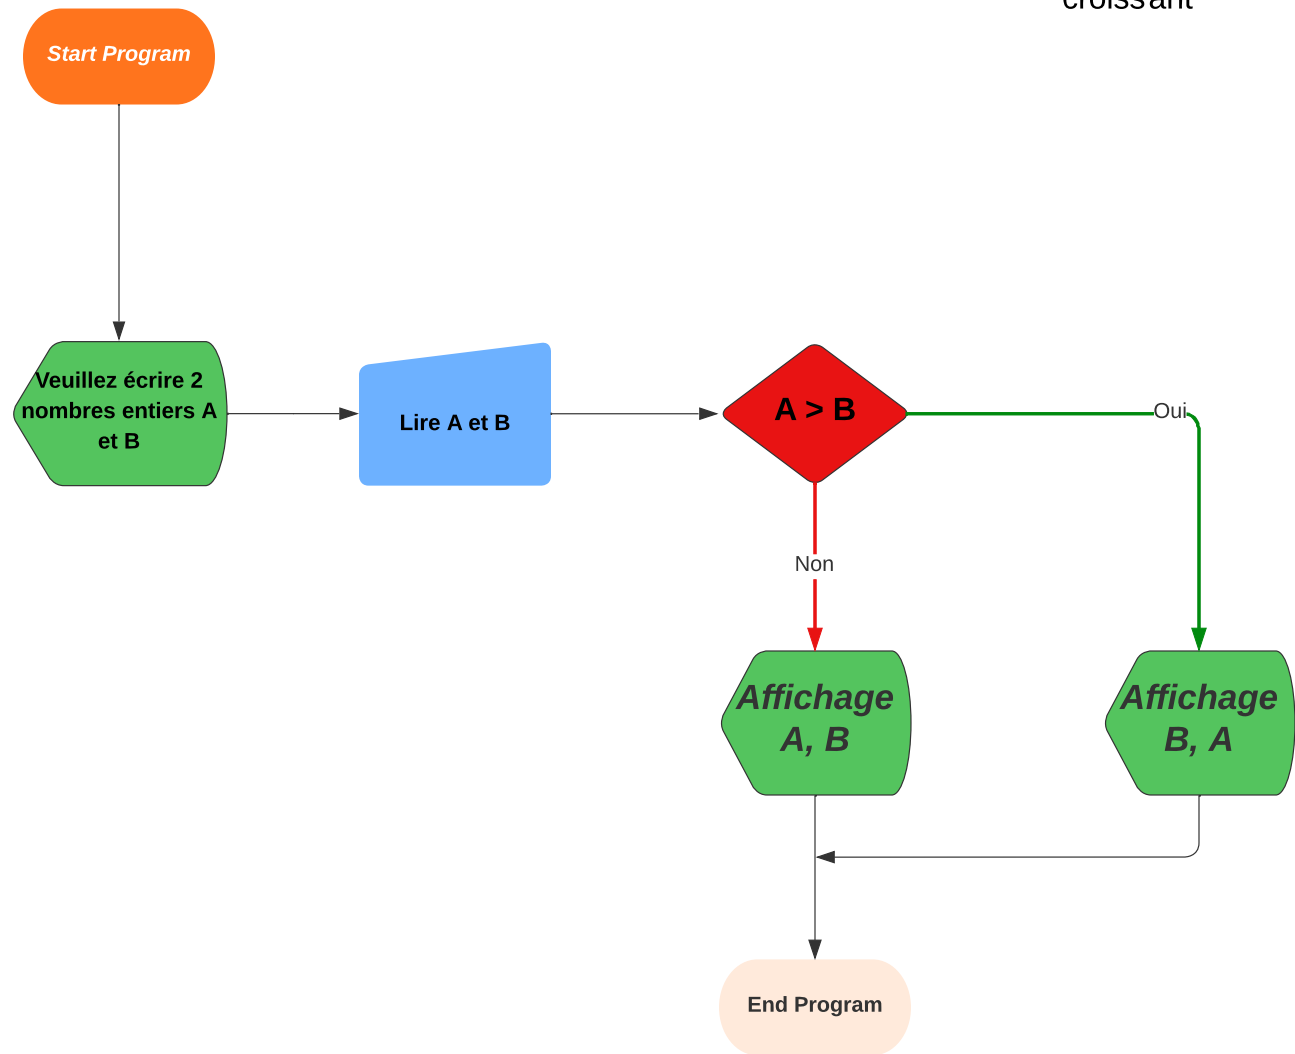 croissant
Start Program
Veuillez écrire 2
nombres entiers A
et B
Lire A et B
A > B
Oui
Non
Affichage
A, B
Affichage
B, A
End Program